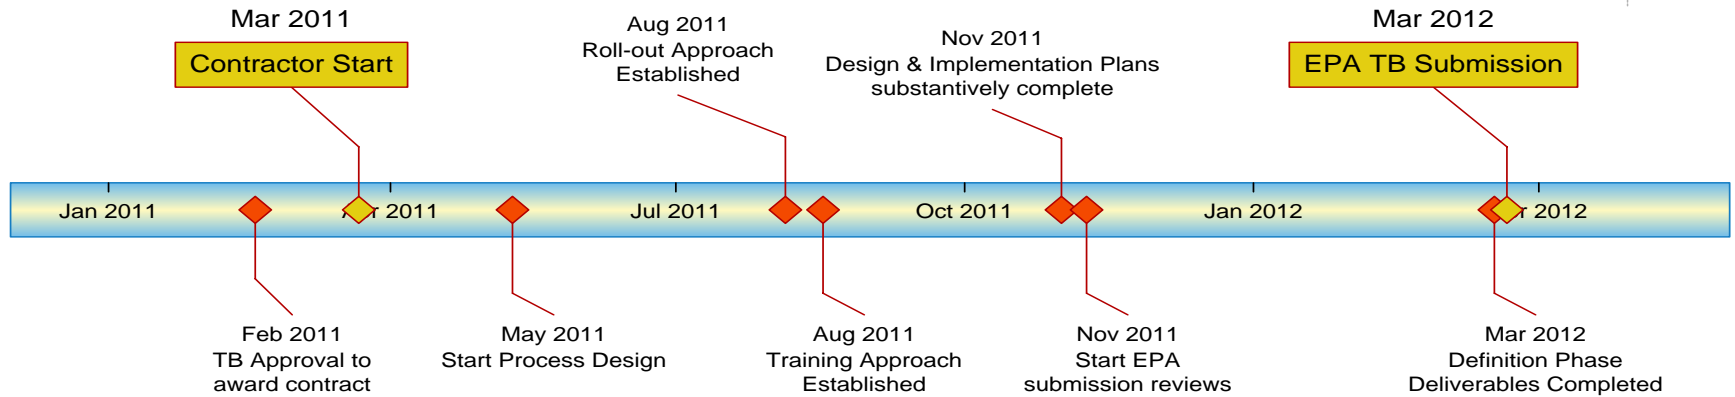 Mar 2011
Contractor Start
Aug 2011
Roll-out Approach
Established
Nov 2011
Design & Implementation Plans
substantively complete
Mar 2012
EPA TB Submission
Jan 2011
r 2011
Jul 2011
Oct 2011
Jan 2012
r 2012
Feb 2011
TB Approval to
award contract
May 2011
Start Process Design
Aug 2011
Training Approach
Established
Nov 2011
Start EPA
submission reviews
Mar 2012
Definition Phase
Deliverables Completed